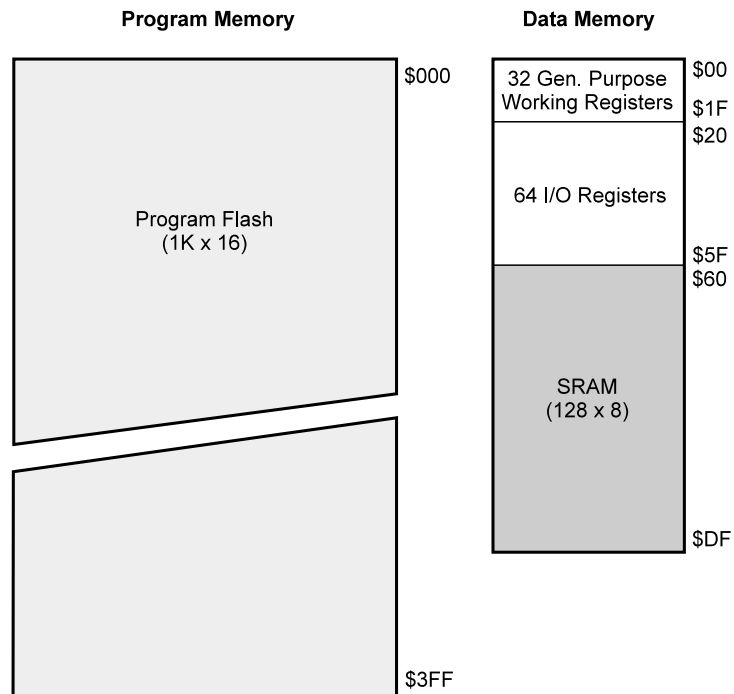 Program Memory
$000
Program Flash
(1K x 16)
$3FF
Data Memory
32 Gen. Purpose
Working Registers
$00
$1F
$20
64 I/O Registers
$5F
$60
SRAM
(128 x 8)
$DF